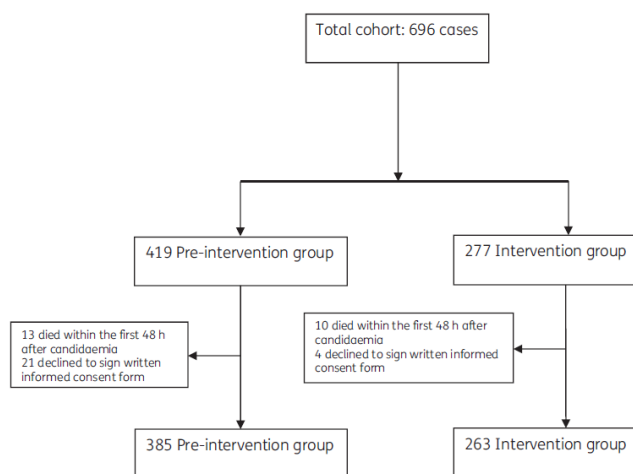 Total cohort: 696 cases
419 Pre-intervention group
277 Intervention group
13 died within the first 48 h
after candidaemia
21 declined to sign written
informed consent form
10 died within the first 48 h after
candidaemia
4 declined to sign written informed
consent form
385 Pre-intervention group
263 Intervention group